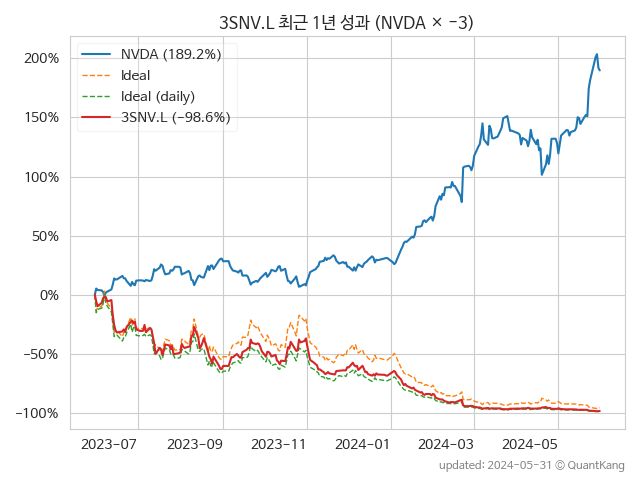 3SNV.L 최근 1년 성과 (NVDA × −3)
NVDA (189.2%)
Ideal
Ideal (daily)
3SNV.L (−98.6%)
200%
150%
100%
50%
0%
−50%
−100%
2023-07 2023-09 2023-11 2024-01 2024-03 2024-05
updated: 2024-05-31 ⓒ QuantKang